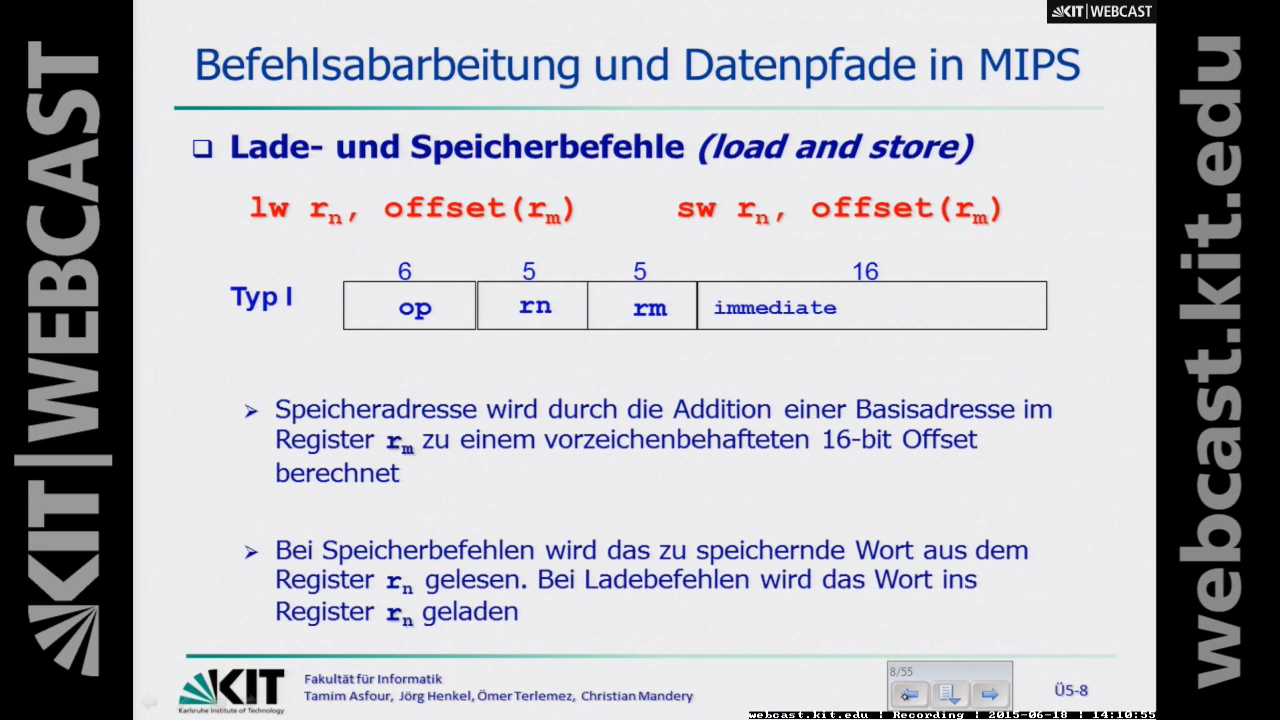 KIT | WEBCAST
KIT | WEBCAST
webcast.kit.edu
Befehlsabarbeitung und Datenpfade in MIPS
Lade- und Speicherbefehle (load and store)
lw rn, offset(rm) sw rn, offset(rm)
6 5 5 16
Typ I op rn rm immediate
Speicheradresse wird durch die Addition einer Basisadresse im
Register rm zu einem vorzeichenbehafteten 16-bit Offset
berechnet
Bei Speicherbefehlen wird das zu speichernde Wort aus dem
Register rn gelesen. Bei Ladebefehlen wird das Wort ins
Register rn geladen
KIT
Karlsruhe Institute of Technology
Fakultät für Informatik
Tamim Asfour, Jörg Henkel, Ömer Terlemez, Christian Mandery
8/55
Ü5-8
webcast.kit.edu | Recording | 2015-06-18 | 14:10:55